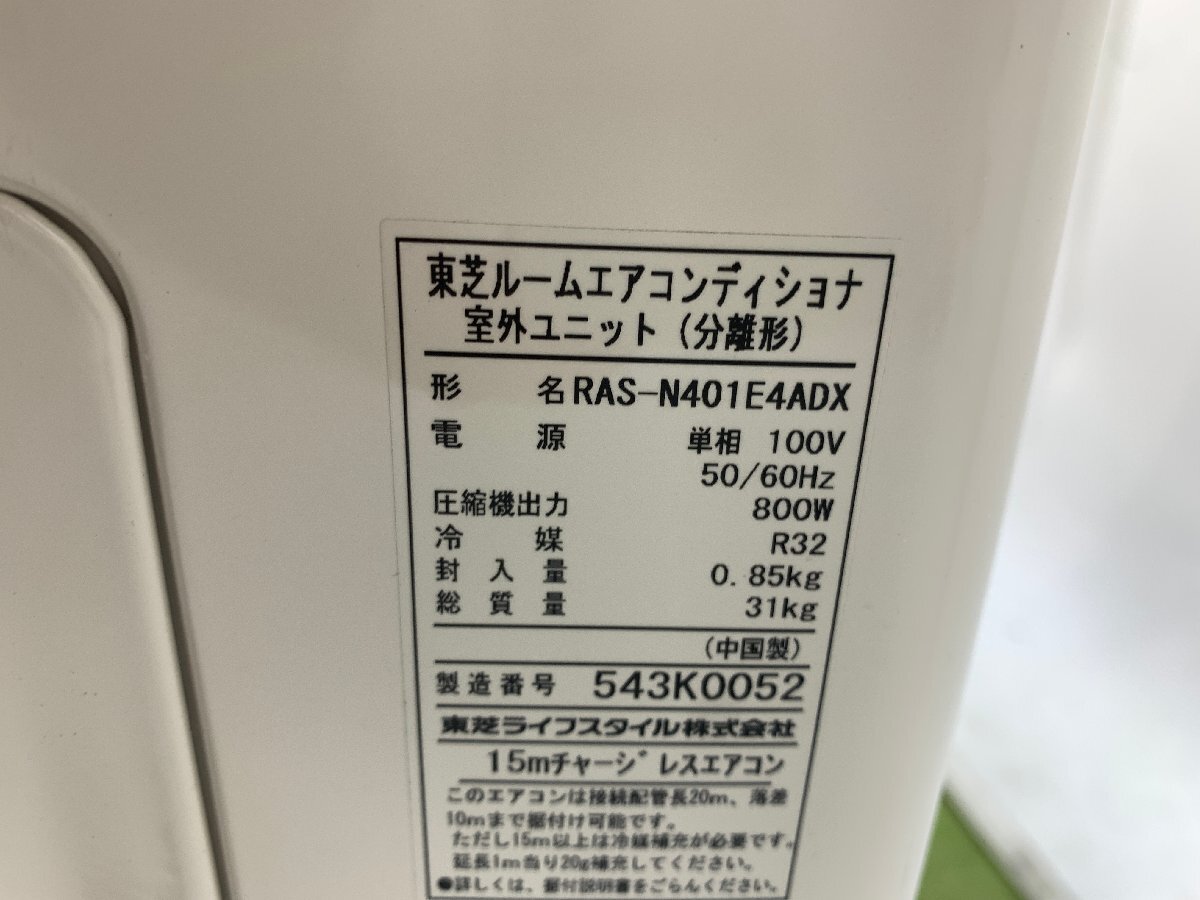 東芝ルームエアコンディショナ
室外ユニット（分離形）
形 名 RAS-N401E4ADX
電 源 単相 100V
50/60Hz
圧縮機出力 800W
冷 媒 R32
封 入 量 0.85kg
総 質 量 31kg
（中国製）
製造番号 543K0052
東芝ライフスタイル株式会社
15mチャージレスエアコン
このエアコンは接続配管長20m、落差
10mまで据付け可能です。
ただし15m以上は冷媒補充が必要です。
延長1m当り20g補充してください。
●詳しくは、据付説明書をごらんください。